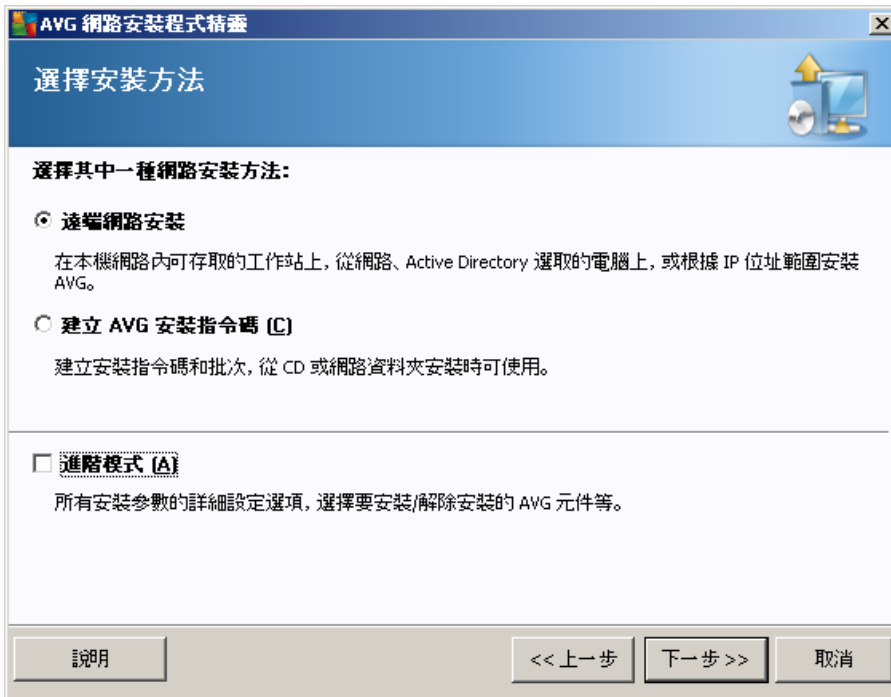 AVG 網路安裝程式精靈
選擇安裝方法
選擇其中一種網路安裝方法:
遠端網路安裝
在本機網路內可存取的工作站上, 從網路、Active Directory 選取的電腦上, 或根據 IP 位址範圍安裝
AVG。
建立 AVG 安裝指令碼 (C)
建立安裝指令碼和批次, 從 CD 或網路資料夾安裝時可使用。
進階模式 (A)
所有安裝參數的詳細設定選項, 選擇要安裝/解除安裝的 AVG 元件等。
說明
<< 上一步
下一步 >>
取消